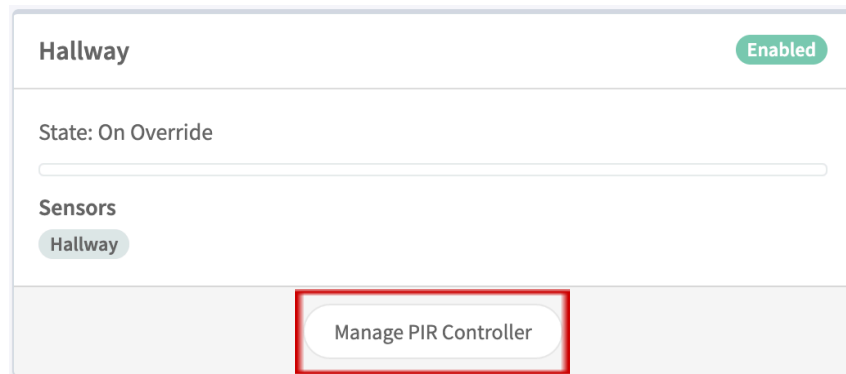 Hallway
Enabled
State: On Override
Sensors
Hallway
Manage PIR Controller